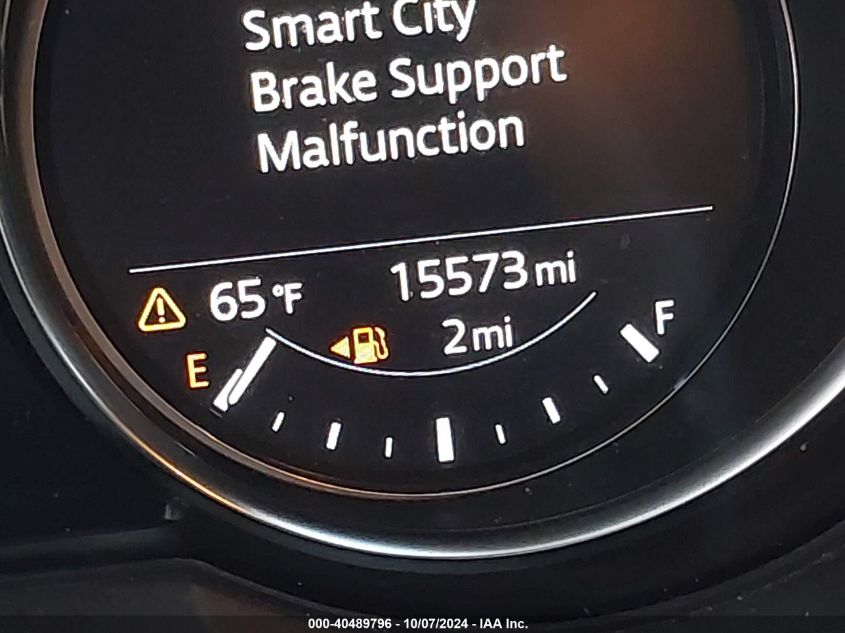 Smart City
Brake Support
Malfunction
65 °F
15573 mi
2 mi
E
F
000-40489796 - 10/07/2024 - IAA Inc.